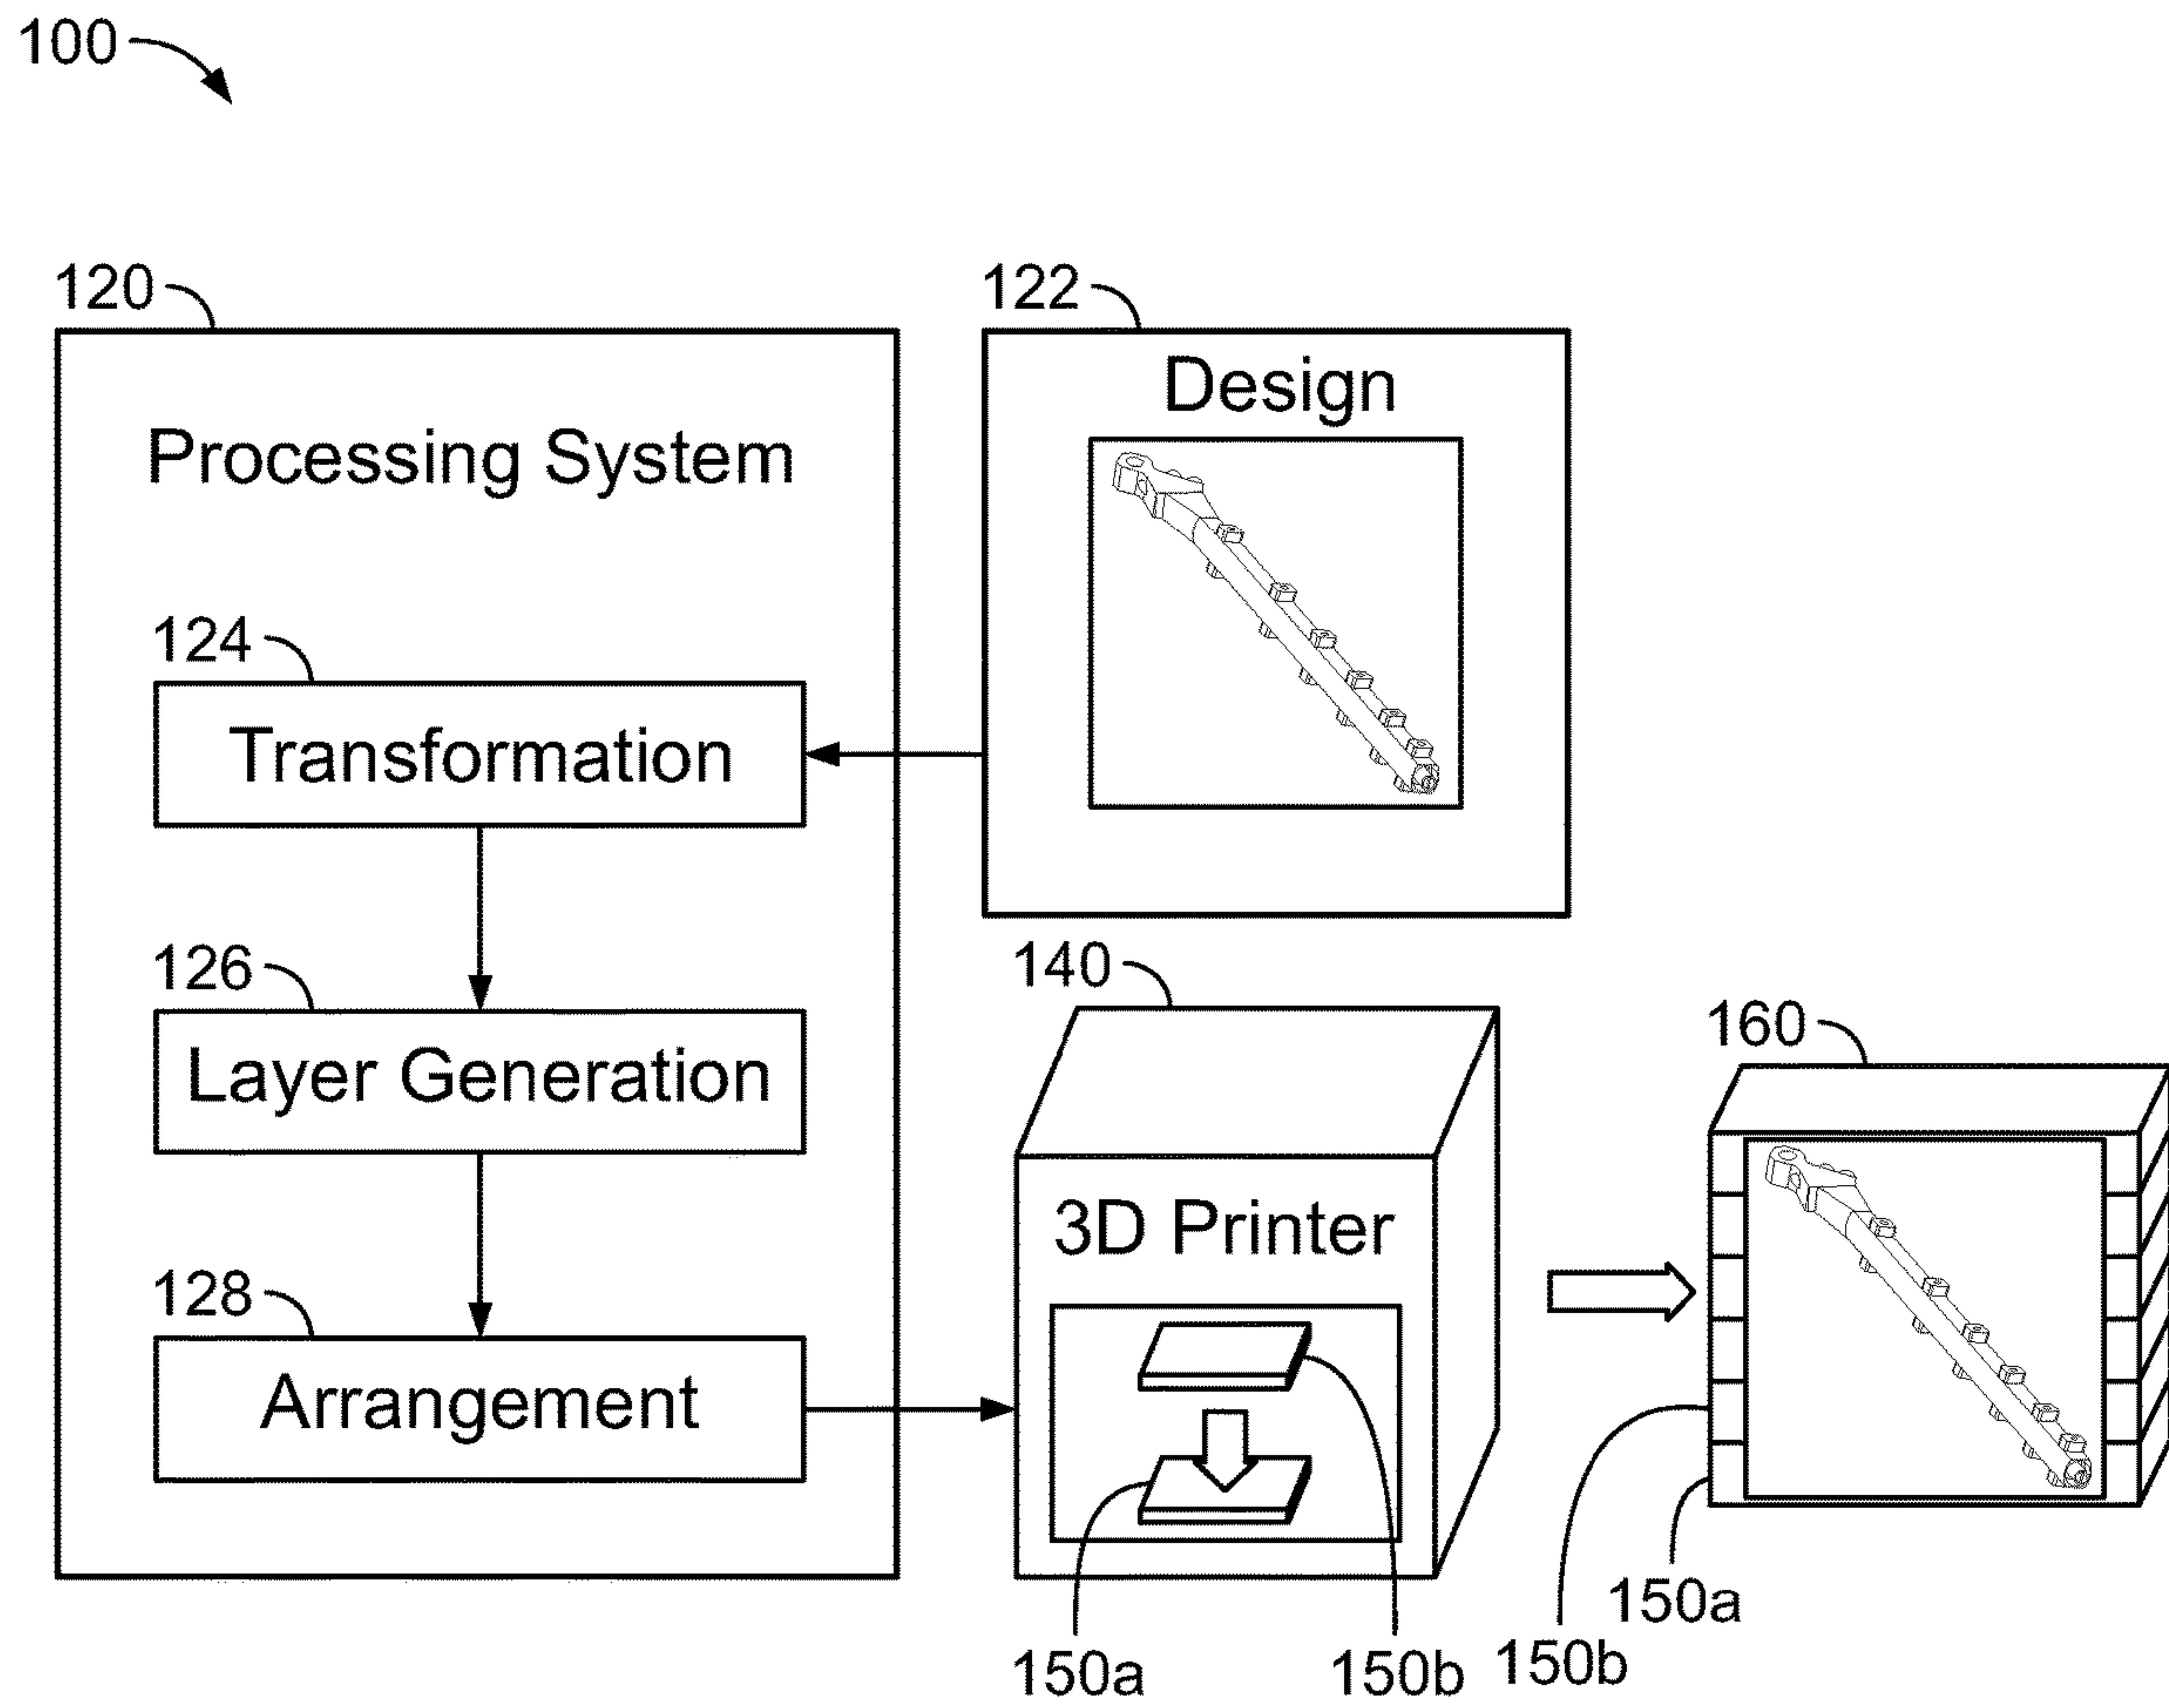 100
120
122
Design
Processing System
124
Transformation
126
140
160
Layer Generation
3D Printer
128
Arrangement
150a
150b
150b
150a